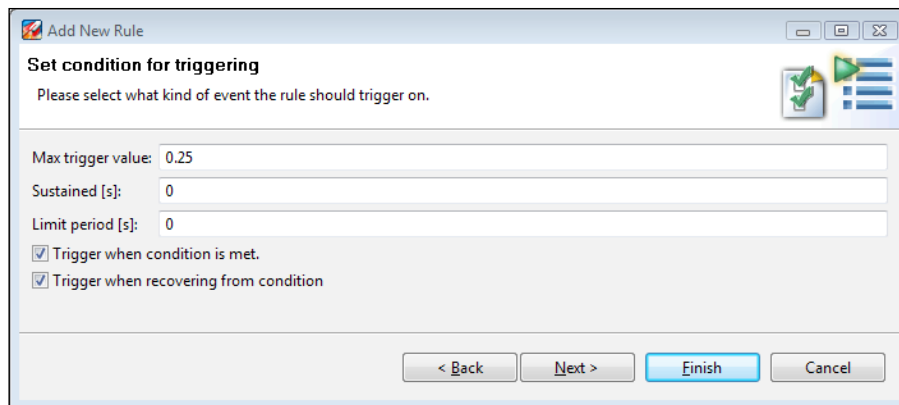 Add New Rule
Set condition for triggering
Please select what kind of event the rule should trigger on.
Max trigger value: 0.25
Sustained [s]: 0
Limit period [s]: 0
Trigger when condition is met.
Trigger when recovering from condition
< Back Next > Finish Cancel